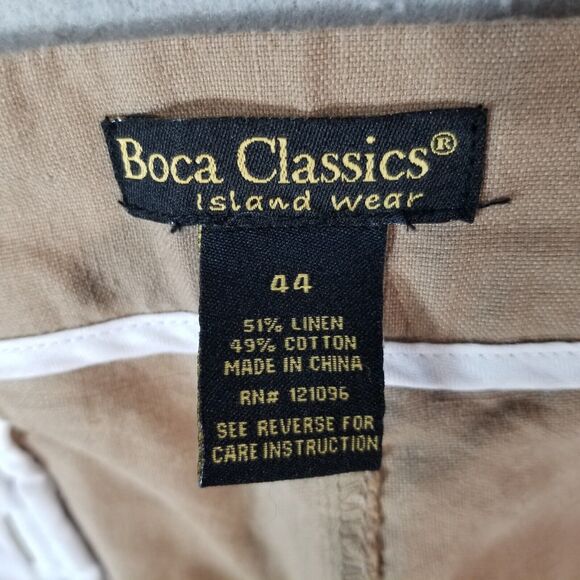 Boca Classics®
Island Wear
44
51% LINEN
49% COTTON
MADE IN CHINA
RN# 121096
SEE REVERSE FOR
CARE INSTRUCTION